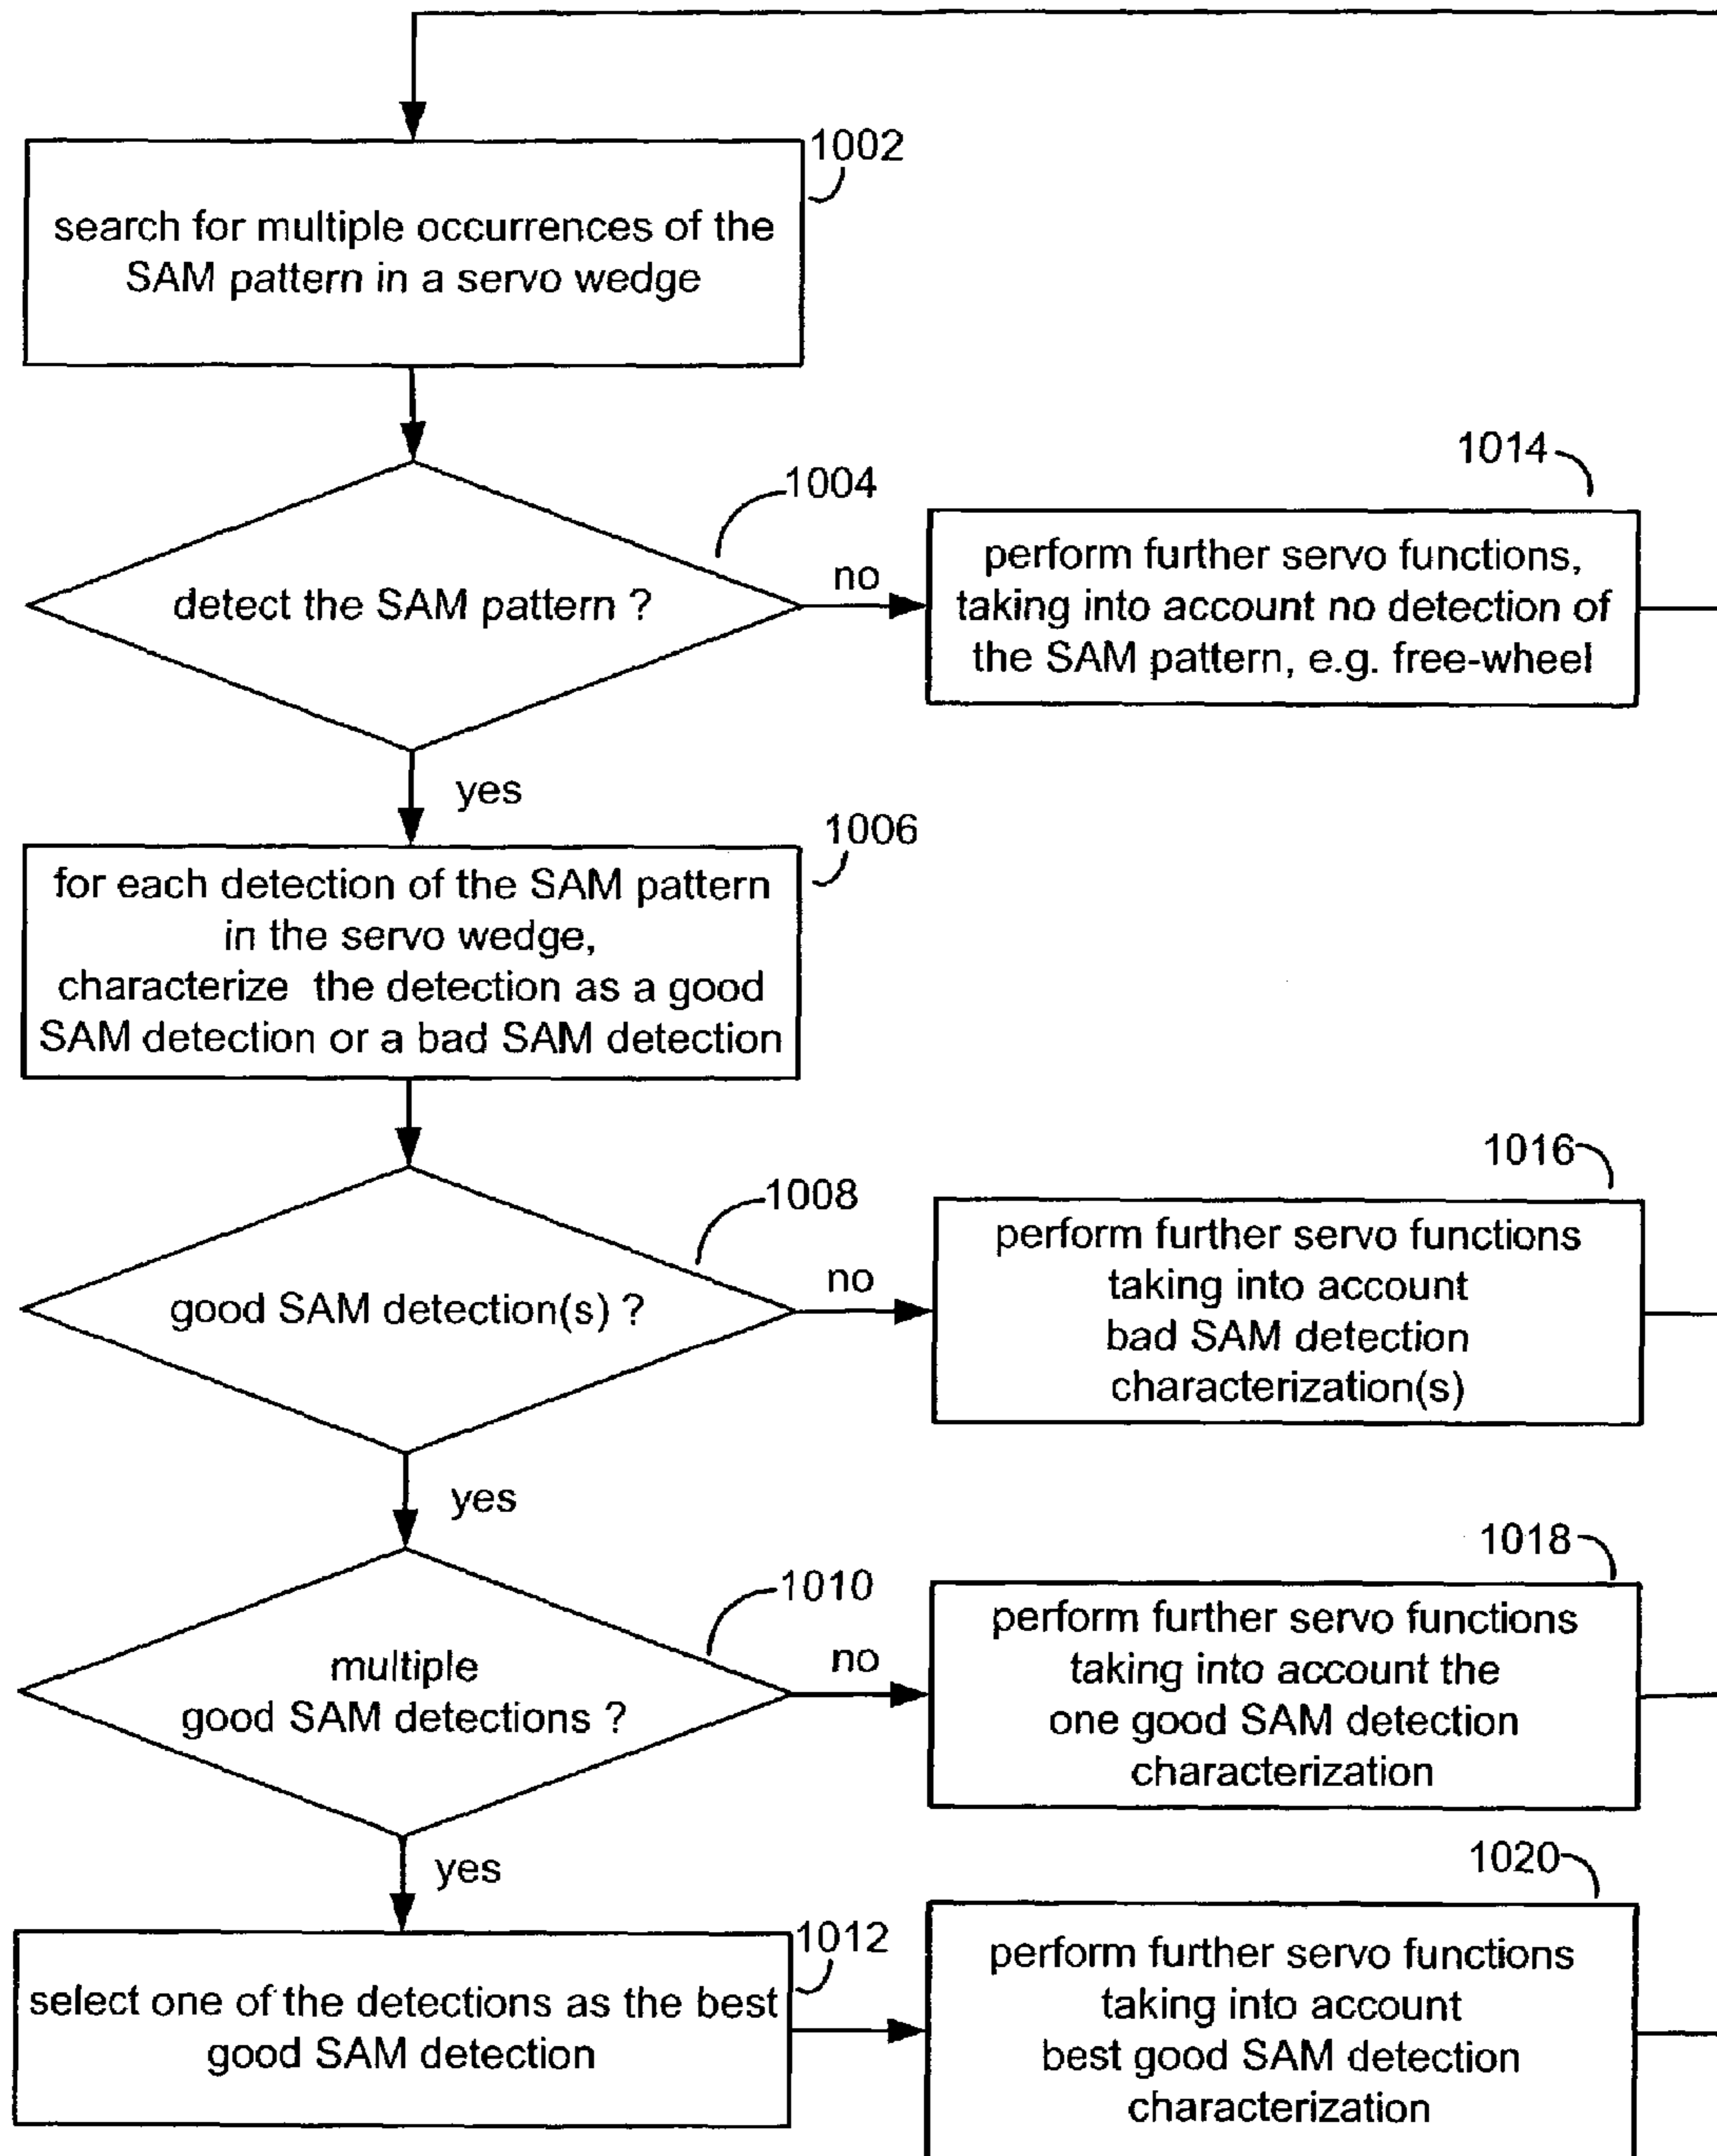 1002
search for multiple occurrences of the
SAM pattern in a servo wedge
1004
detect the SAM pattern ?
no
1014
perform further servo functions,
taking into account no detection of
the SAM pattern, e.g. free-wheel
yes
1006
for each detection of the SAM pattern
in the servo wedge,
characterize the detection as a good
SAM detection or a bad SAM detection
1008
good SAM detection(s) ?
no
1016
perform further servo functions
taking into account
bad SAM detection
characterization(s)
yes
1010
multiple
good SAM detections ?
no
1018
perform further servo functions
taking into account the
one good SAM detection
characterization
yes
1012
select one of the detections as the best
good SAM detection
1020
perform further servo functions
taking into account
best good SAM detection
characterization